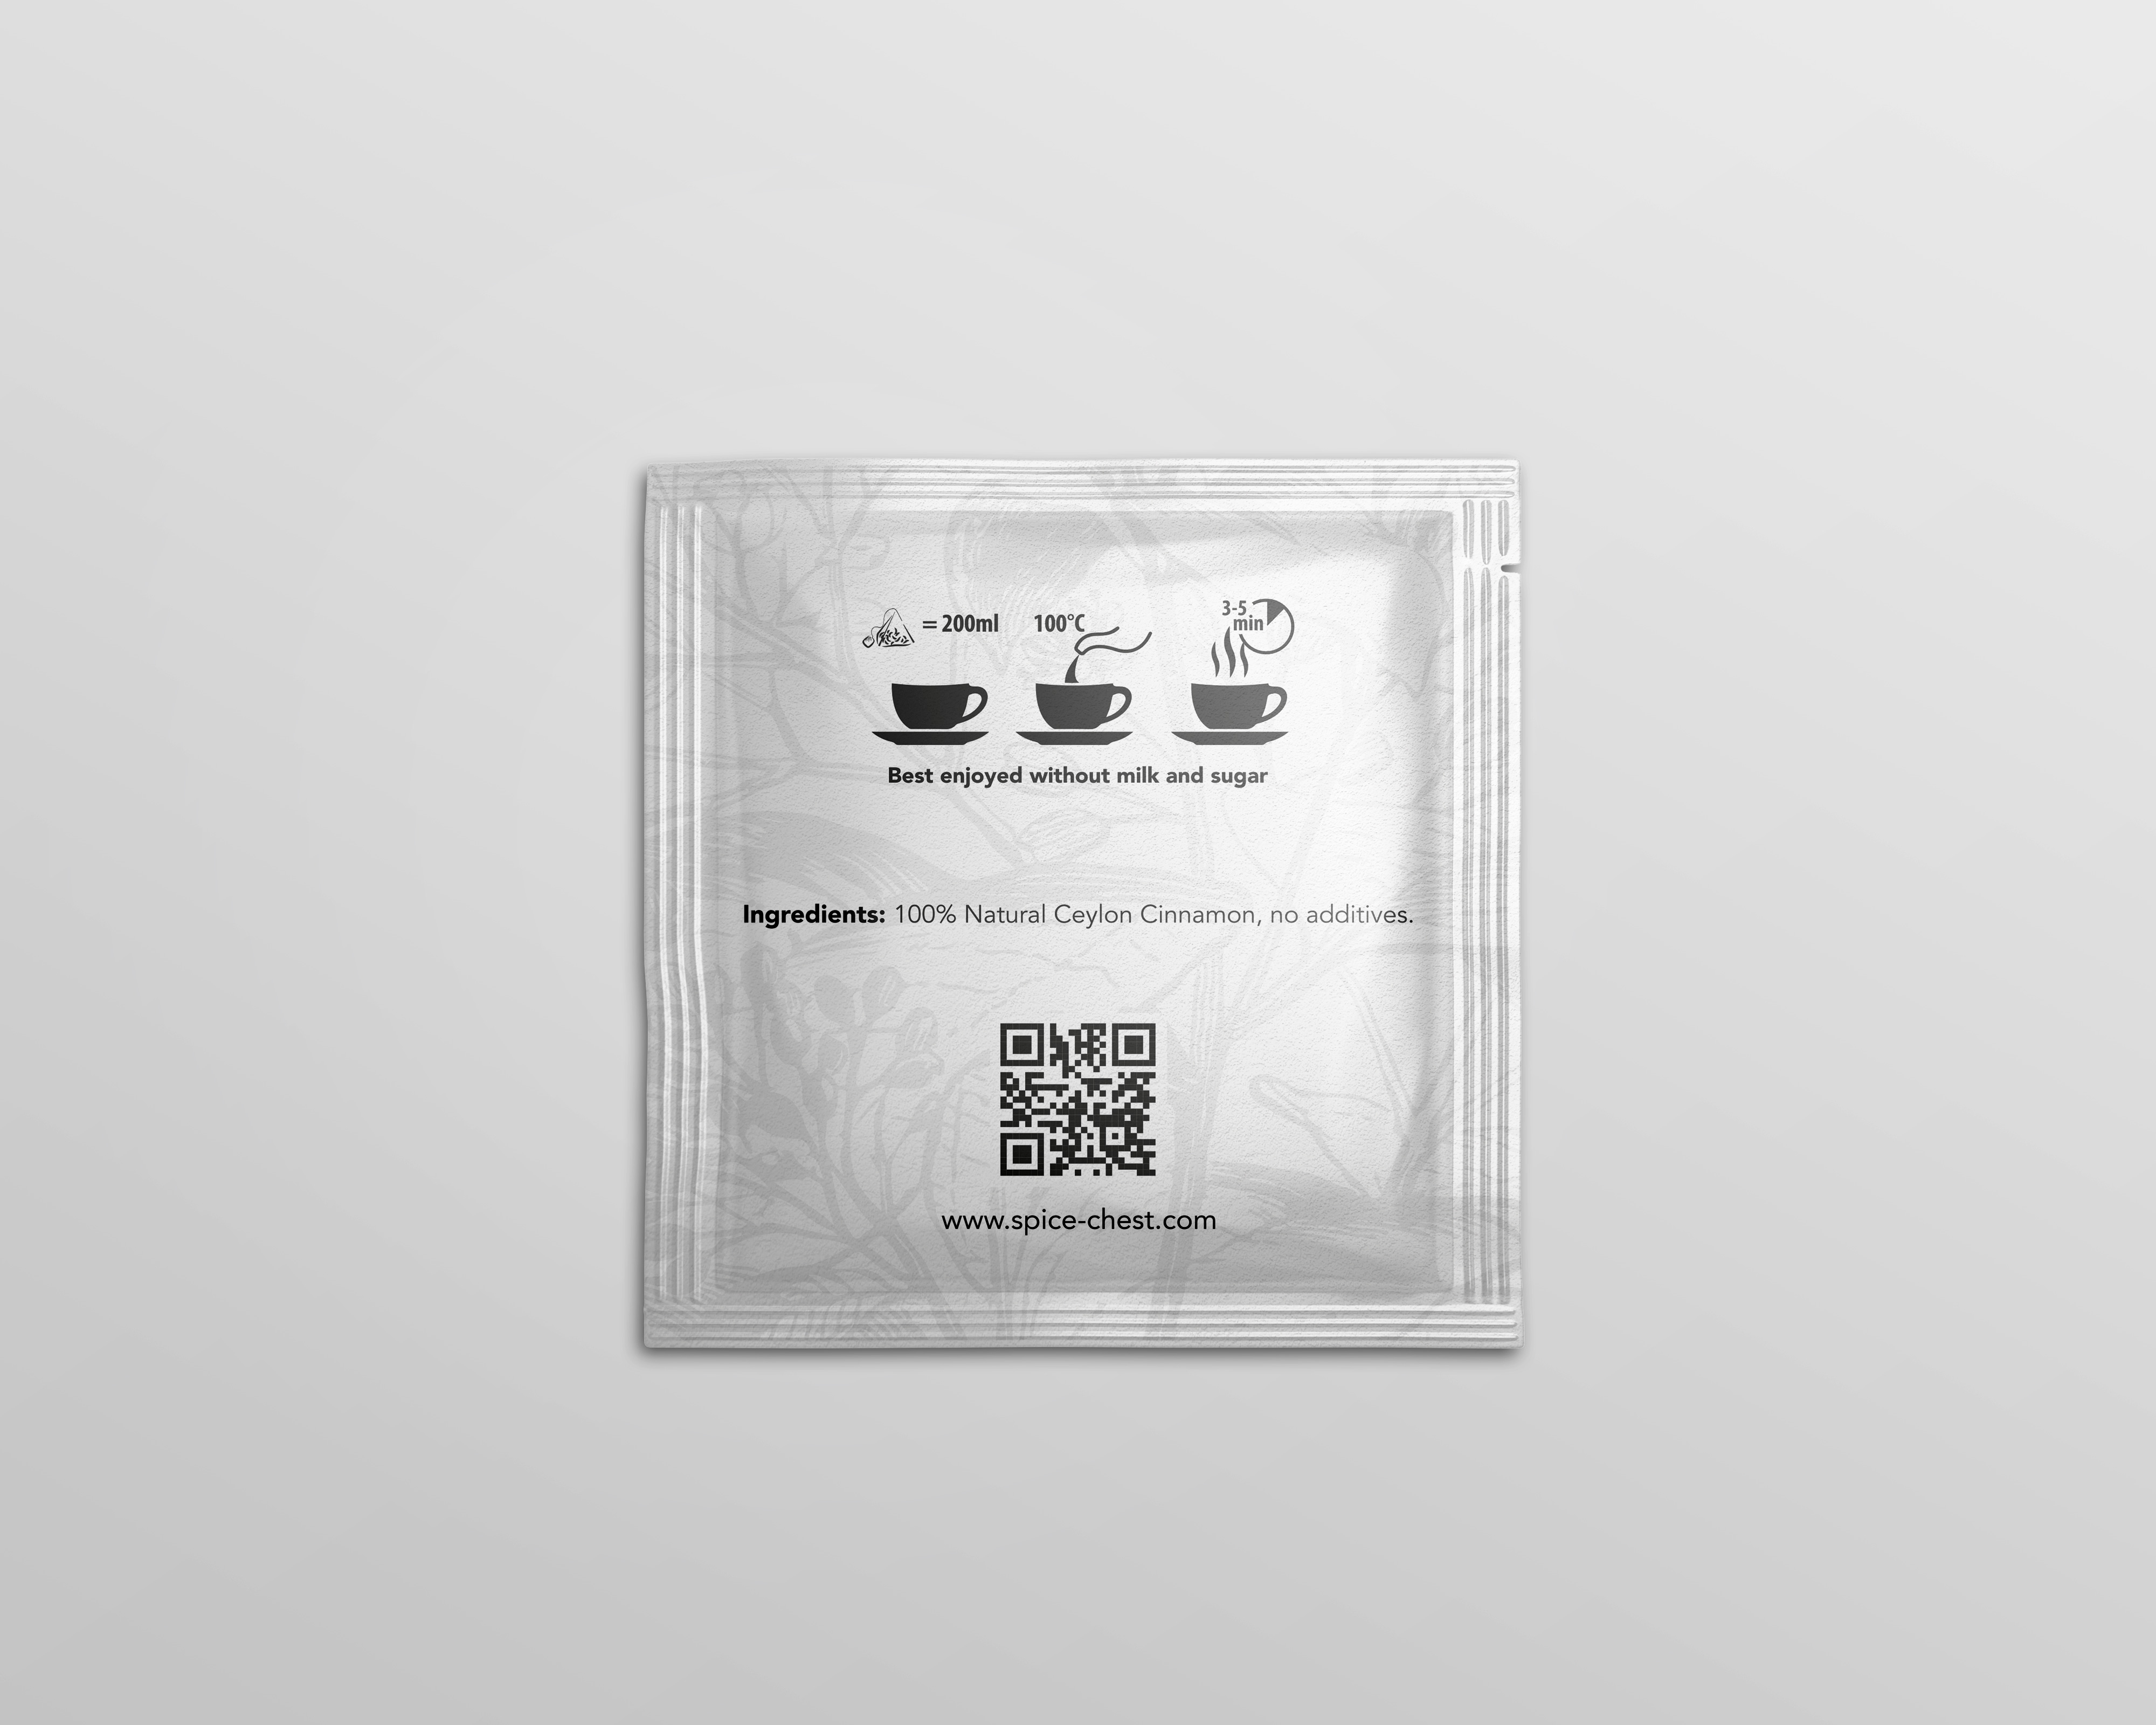 = 200ml
100°C
3-5
min
Best enjoyed without milk and sugar
Ingredients: 100% Natural Ceylon Cinnamon, no additives.
www.spice-chest.com